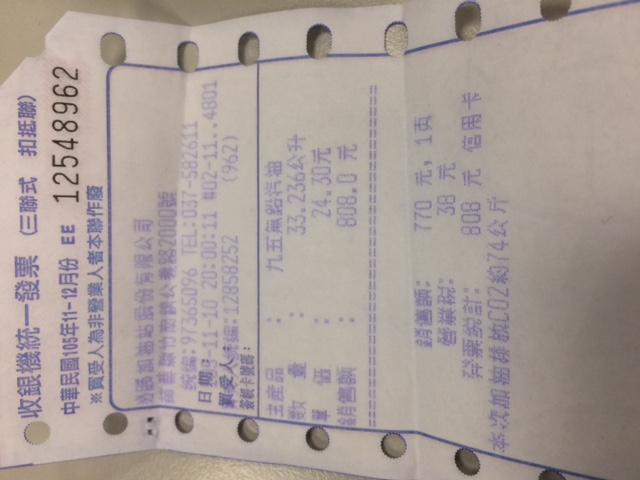 收銀機統一發票(三聯式 扣抵聯)
中華民國105年11-12月份 EE 12548962
※買受人為非營業人者本聯作廢
加油站股份有限公司
苗栗縣竹南鎮公義路2000號
統編:97365096 TEL:037-582611
日期 -11-10 20:00:11 #02-11..4801
買受人 統編:12858252 (962)
簽帳卡號碼:
主產品 : 九五無鉛汽油
數 量 : 33.236公升
單 價 : 24.30元
銷售額 : 808.0 元
================================
銷售額: 770 元, 1頁
營業稅: 38 元
發票總計: 808 元 信用卡
本次加油排放CO2約74公斤